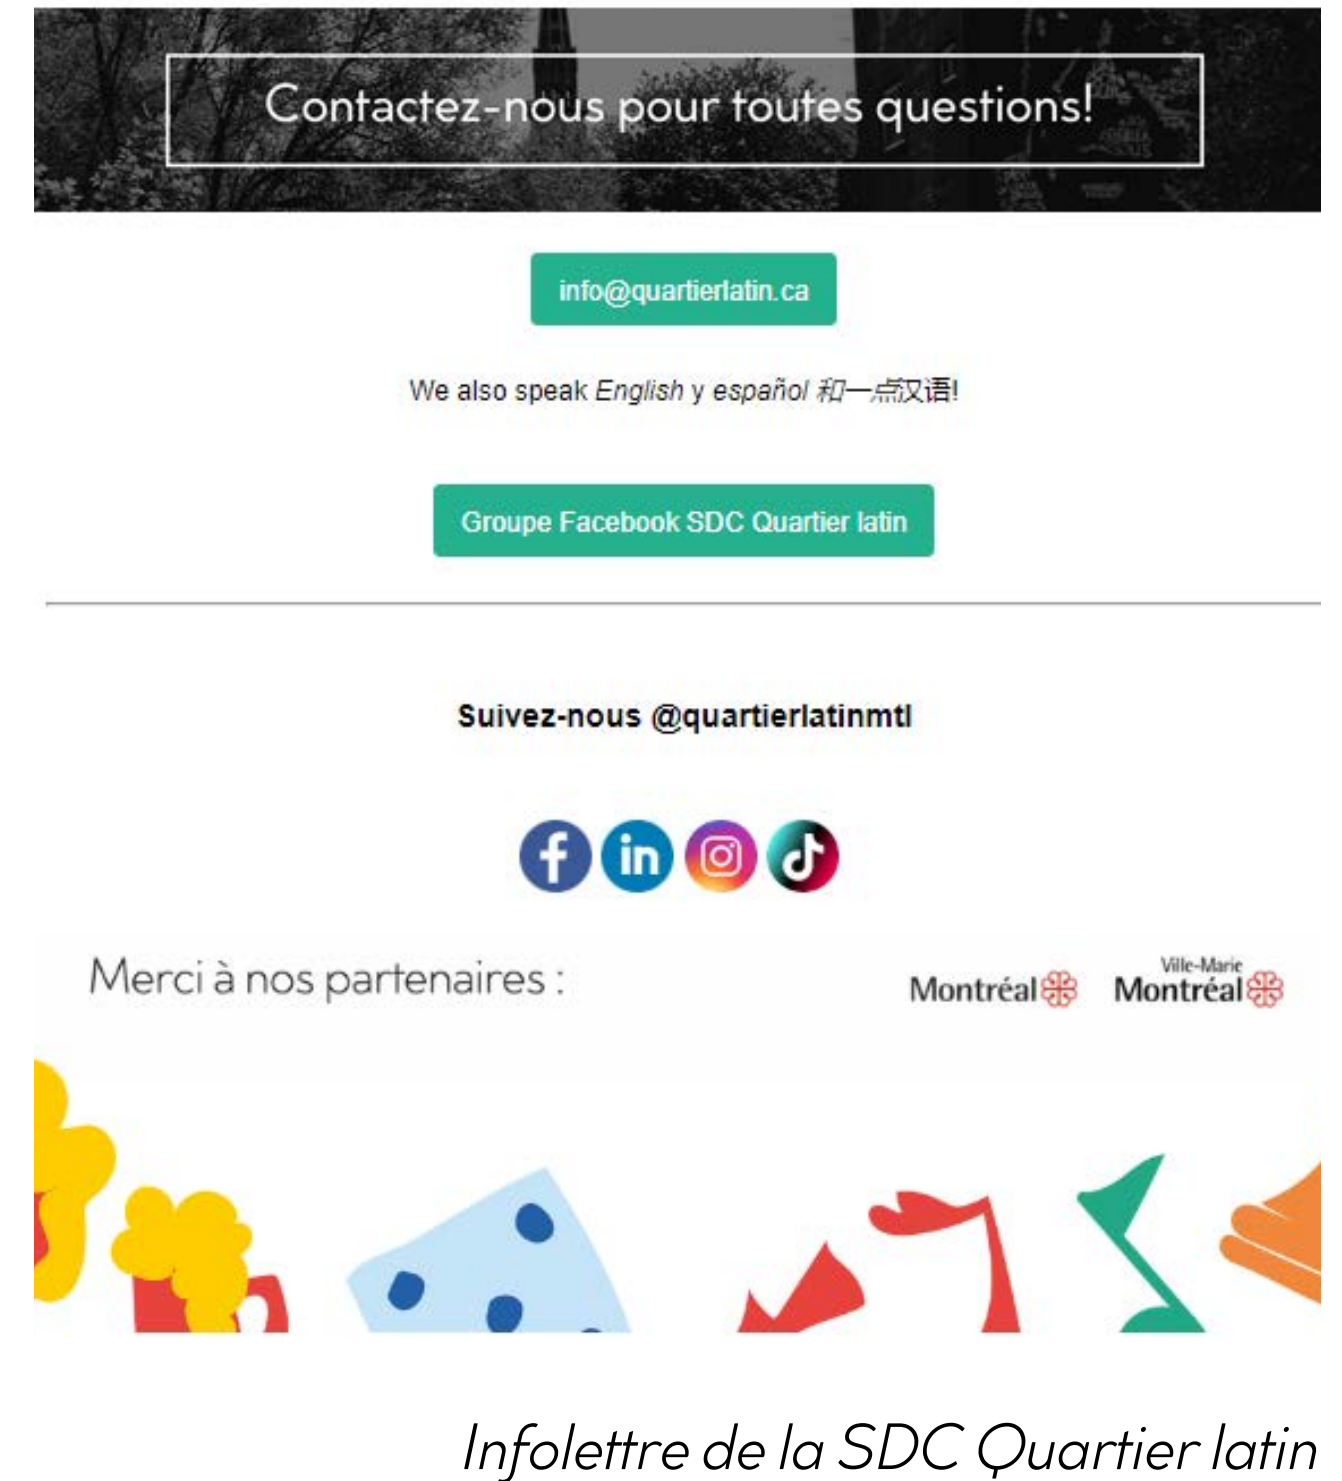 Contactez-nous pour toutes questions!
info@quartierlatin.ca
We also speak English y español 和一点汉语!
Groupe Facebook SDC Quartier latin
Suivez-nous @quartierlatinmtl
Merci à nos partenaires :
Montréal
Ville-Marie
Montréal
Infolettre de la SDC Quartier latin